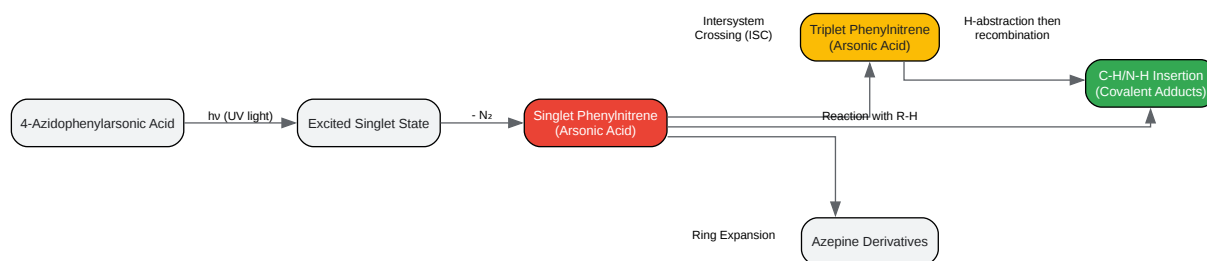 Intersystem
Crossing (ISC)
Triplet Phenylnitrene
(Arsonic Acid)
H-abstraction then
recombination
C-H/N-H Insertion
(Covalent Adducts)
4-Azidophenylarsonic Acid
hν (UV light)
Excited Singlet State
- N₂
Singlet Phenylnitrene
(Arsonic Acid)
Reaction with R-H
Ring Expansion
Azepine Derivatives